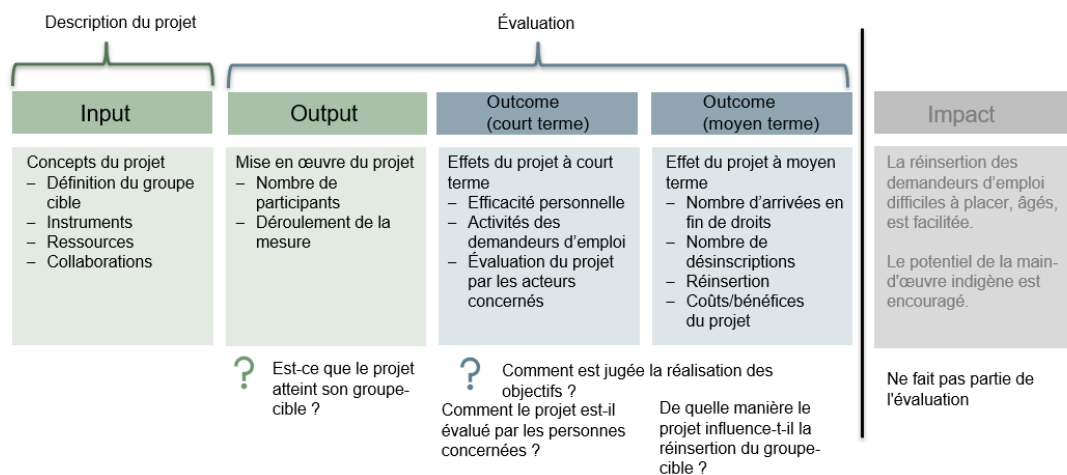 Description du projet
Évaluation
Input
Concepts du projet
– Définition du groupe
cible
– Instruments
– Ressources
– Collaborations
Output
Mise en œuvre du projet
– Nombre de
participants
– Déroulement de la
mesure
Outcome
(court terme)
Effets du projet à court
terme
– Efficacité personnelle
– Activités des
demandeurs d'emploi
– Évaluation du projet
par les acteurs
concernés
Outcome
(moyen terme)
Effet du projet à moyen
terme
– Nombre d'arrivées en
fin de droits
– Nombre de
désinscriptions
– Réinsertion
– Coûts/bénéfices
du projet
Impact
La réinsertion des
demandeurs d'emploi
difficiles à placer, âgés,
est facilitée.
Le potentiel de la main-
d'œuvre indigène est
encouragé.
?
Est-ce que le projet
atteint son groupe-
cible ?
?
Comment est jugée la réalisation des
objectifs ?
Comment le projet est-il
évalué par les personnes
concernées ?
De quelle manière le
projet influence-t-il la
réinsertion du groupe-
cible ?
Ne fait pas partie de
l'évaluation